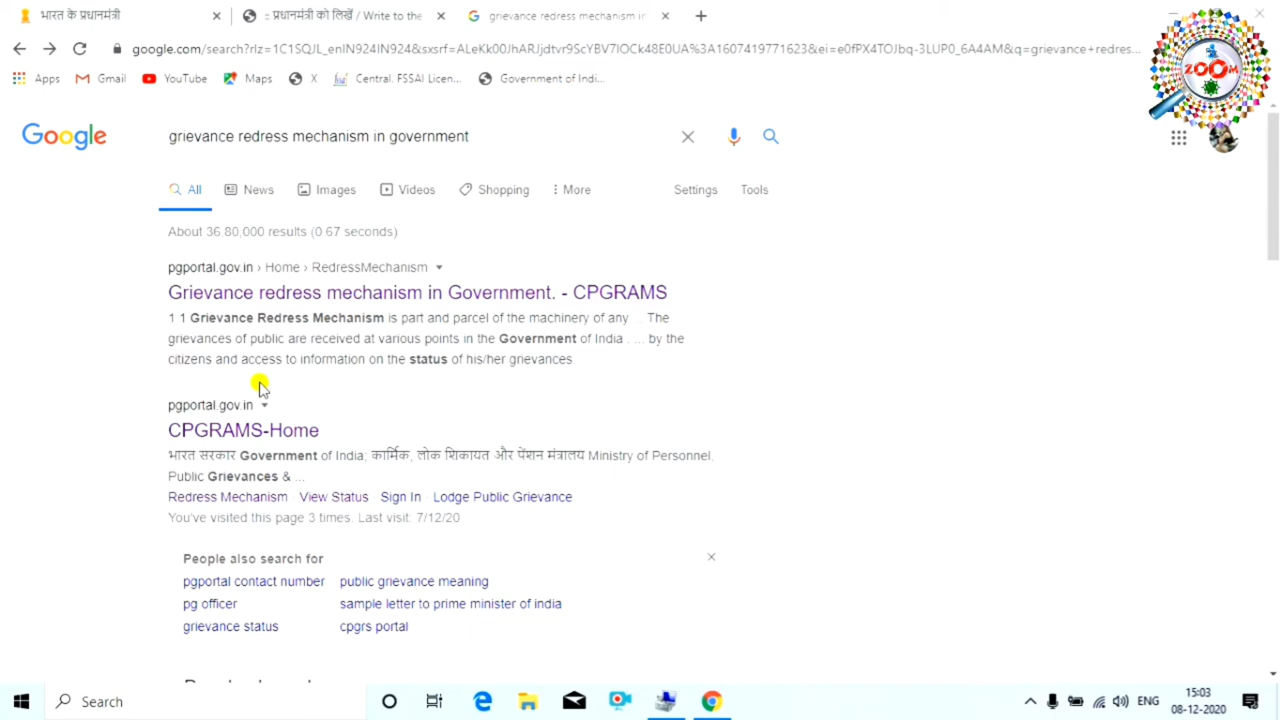 भारत के प्रधानमंत्री
:: प्रधानमंत्री को लिखें / Write to the
grievance redress mechanism in
google.com/search?rlz=1C1SQJL_enIN924IN924&sxsrf=ALeKk00UnARJjdtvr9ScYBV7IOCk48E0UA%3A1607419771623&ei=e0fPX4TOJbq-3LUP0_6A4AM&q=grievance+redres...
Apps
Gmail
YouTube
Maps
X
Central. FSSAI Licen...
Government of Indi...
ZOOM
Google
grievance redress mechanism in government
All
News
Images
Videos
Shopping
More
Settings
Tools
About 36,80,000 results (0.67 seconds)
pgportal.gov.in › Home › RedressMechanism
Grievance redress mechanism in Government. - CPGRAMS
1 1 Grievance Redress Mechanism is part and parcel of the machinery of any ... The
grievances of public are received at various points in the Government of India . ... by the
citizens and access to information on the status of his/her grievances.
pgportal.gov.in
CPGRAMS-Home
भारत सरकार Government of India; कार्मिक, लोक शिकायत और पेंशन मंत्रालय Ministry of Personnel,
Public Grievances & ...
Redress Mechanism · View Status · Sign In · Lodge Public Grievance
You've visited this page 3 times. Last visit: 7/12/20
People also search for
pgportal contact number
public grievance meaning
pg officer
sample letter to prime minister of india
grievance status
cpgrs portal
Search
ENG
15:03
08-12-2020